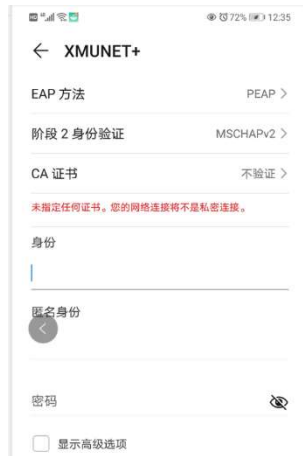 72% 12:35
XMUNET+
EAP 方法 PEAP
阶段 2 身份验证 MSCHAPv2
CA 证书 不验证
未指定任何证书。您的网络连接将不是私密连接。
身份
匿名身份
密码
显示高级选项